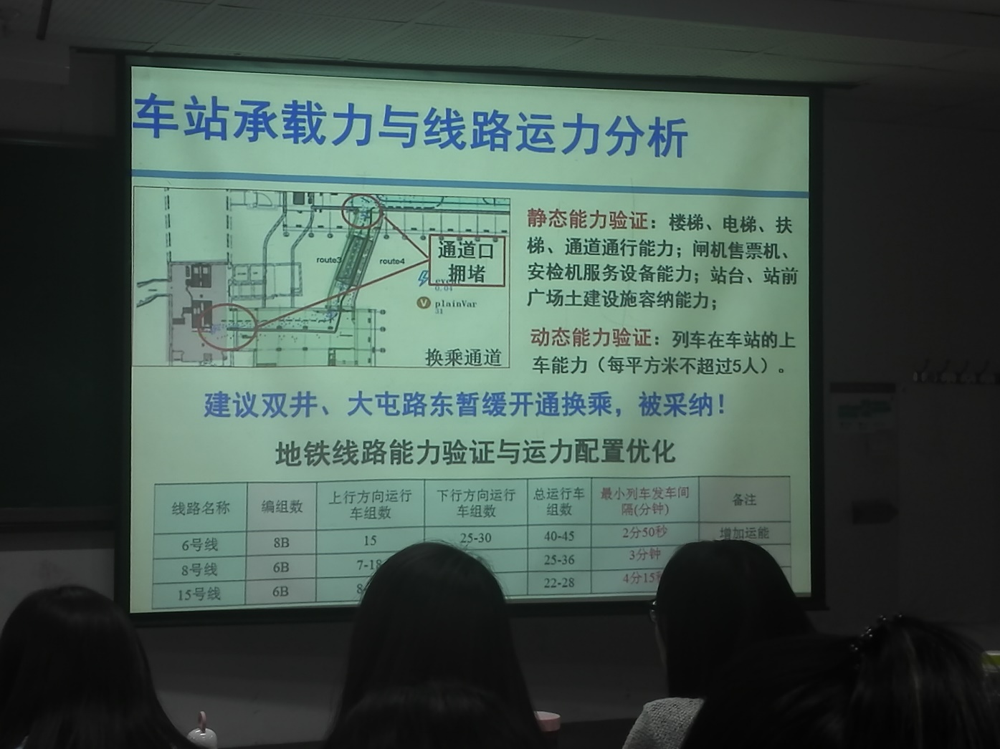 车站承载力与线路运力分析
route3
route4
通道口
拥堵
event
0.04
plainVar
31
换乘通道
静态能力验证：楼梯、电梯、扶
梯、通道通行能力；闸机售票机、
安检机服务设备能力；站台、站前
广场土建设施容纳能力；
动态能力验证：列车在车站的上
车能力（每平方米不超过5人）。
建议双井、大屯路东暂缓开通换乘，被采纳！
地铁线路能力验证与运力配置优化
线路名称 编组数 上行方向运行车组数 下行方向运行车组数 总运行车组数 最小列车发车间隔(分钟) 备注
6号线 8B 15 25-30 40-45 2分50秒 增加运能
8号线 6B 7-18 25-36 3分钟
15号线 6B 22-28 4分15秒